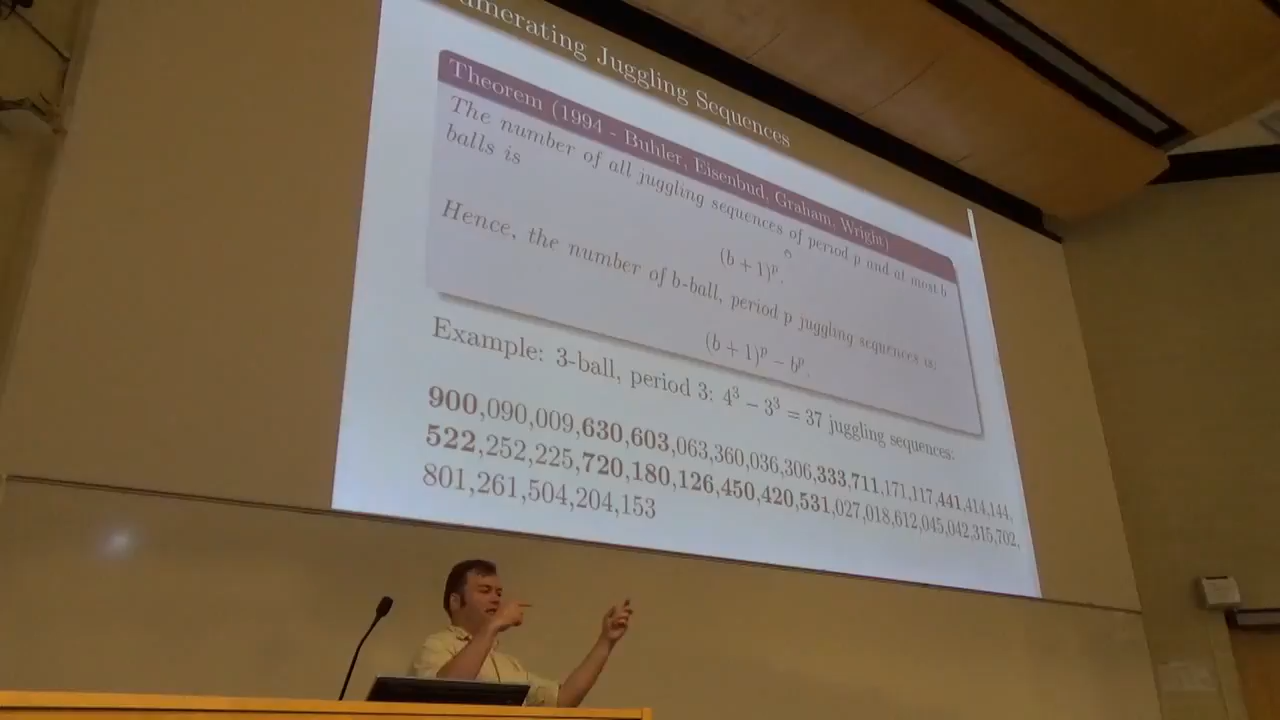 umerating Juggling Sequences
Theorem (1994 - Buhler, Eisenbud, Graham, Wright)
The number of all juggling sequences of period p and at most b
balls is
(b + 1)^p.
Hence, the number of b-ball, period p juggling sequences is:
(b + 1)^p − b^p.
Example: 3-ball, period 3: 4^3 − 3^3 = 37 juggling sequences:
900,090,009,630,603,063,360,036,306,333,711,171,117,441,414,144,
522,252,225,720,180,126,450,420,531,027,018,612,045,042,315,702,
801,261,504,204,153